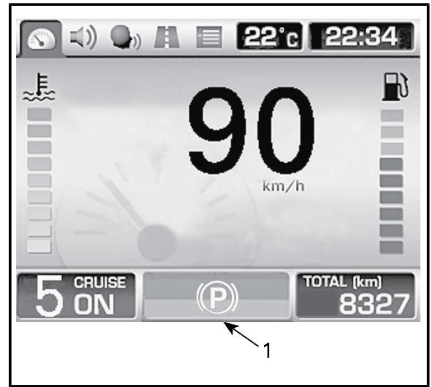 22°c 22:34
90
km/h
5 CRUISE ON
(P)
TOTAL (km)
8327
1